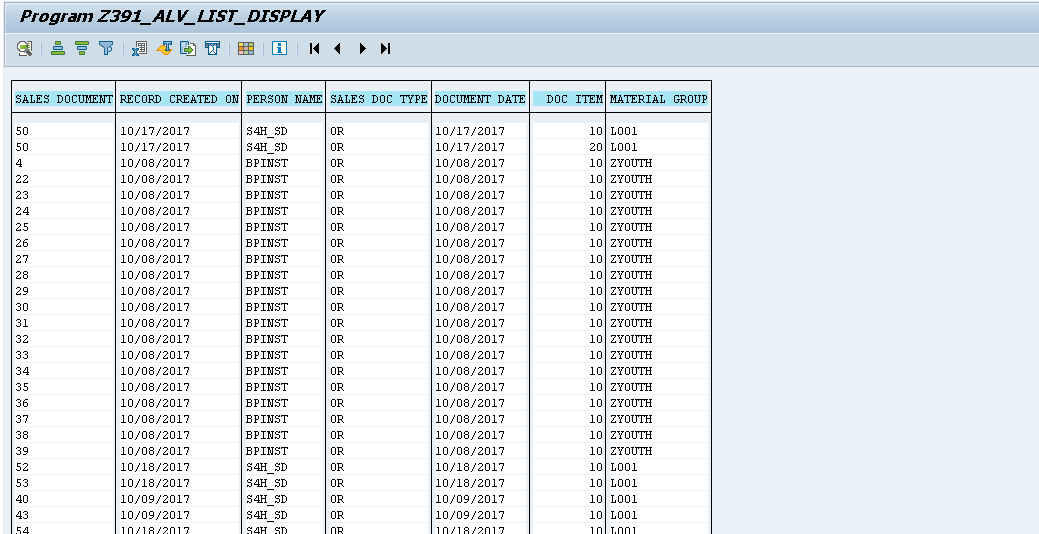 Program Z391_ALV_LIST_DISPLAY
SALES DOCUMENT RECORD CREATED ON PERSON NAME SALES DOC TYPE DOCUMENT DATE DOC ITEM MATERIAL GROUP
50 10/17/2017 S4H_SD OR 10/17/2017 10 L001
50 10/17/2017 S4H_SD OR 10/17/2017 20 L001
4 10/08/2017 BPINST OR 10/08/2017 10 ZYOUTH
22 10/08/2017 BPINST OR 10/08/2017 10 ZYOUTH
23 10/08/2017 BPINST OR 10/08/2017 10 ZYOUTH
24 10/08/2017 BPINST OR 10/08/2017 10 ZYOUTH
25 10/08/2017 BPINST OR 10/08/2017 10 ZYOUTH
26 10/08/2017 BPINST OR 10/08/2017 10 ZYOUTH
27 10/08/2017 BPINST OR 10/08/2017 10 ZYOUTH
28 10/08/2017 BPINST OR 10/08/2017 10 ZYOUTH
29 10/08/2017 BPINST OR 10/08/2017 10 ZYOUTH
30 10/08/2017 BPINST OR 10/08/2017 10 ZYOUTH
31 10/08/2017 BPINST OR 10/08/2017 10 ZYOUTH
32 10/08/2017 BPINST OR 10/08/2017 10 ZYOUTH
33 10/08/2017 BPINST OR 10/08/2017 10 ZYOUTH
34 10/08/2017 BPINST OR 10/08/2017 10 ZYOUTH
35 10/08/2017 BPINST OR 10/08/2017 10 ZYOUTH
36 10/08/2017 BPINST OR 10/08/2017 10 ZYOUTH
37 10/08/2017 BPINST OR 10/08/2017 10 ZYOUTH
38 10/08/2017 BPINST OR 10/08/2017 10 ZYOUTH
39 10/08/2017 BPINST OR 10/08/2017 10 ZYOUTH
52 10/18/2017 S4H_SD OR 10/18/2017 10 L001
53 10/18/2017 S4H_SD OR 10/18/2017 10 L001
40 10/09/2017 S4H_SD OR 10/09/2017 10 L001
43 10/09/2017 S4H_SD OR 10/09/2017 10 L001
54 10/18/2017 S4H_SD OR 10/18/2017 10 L001